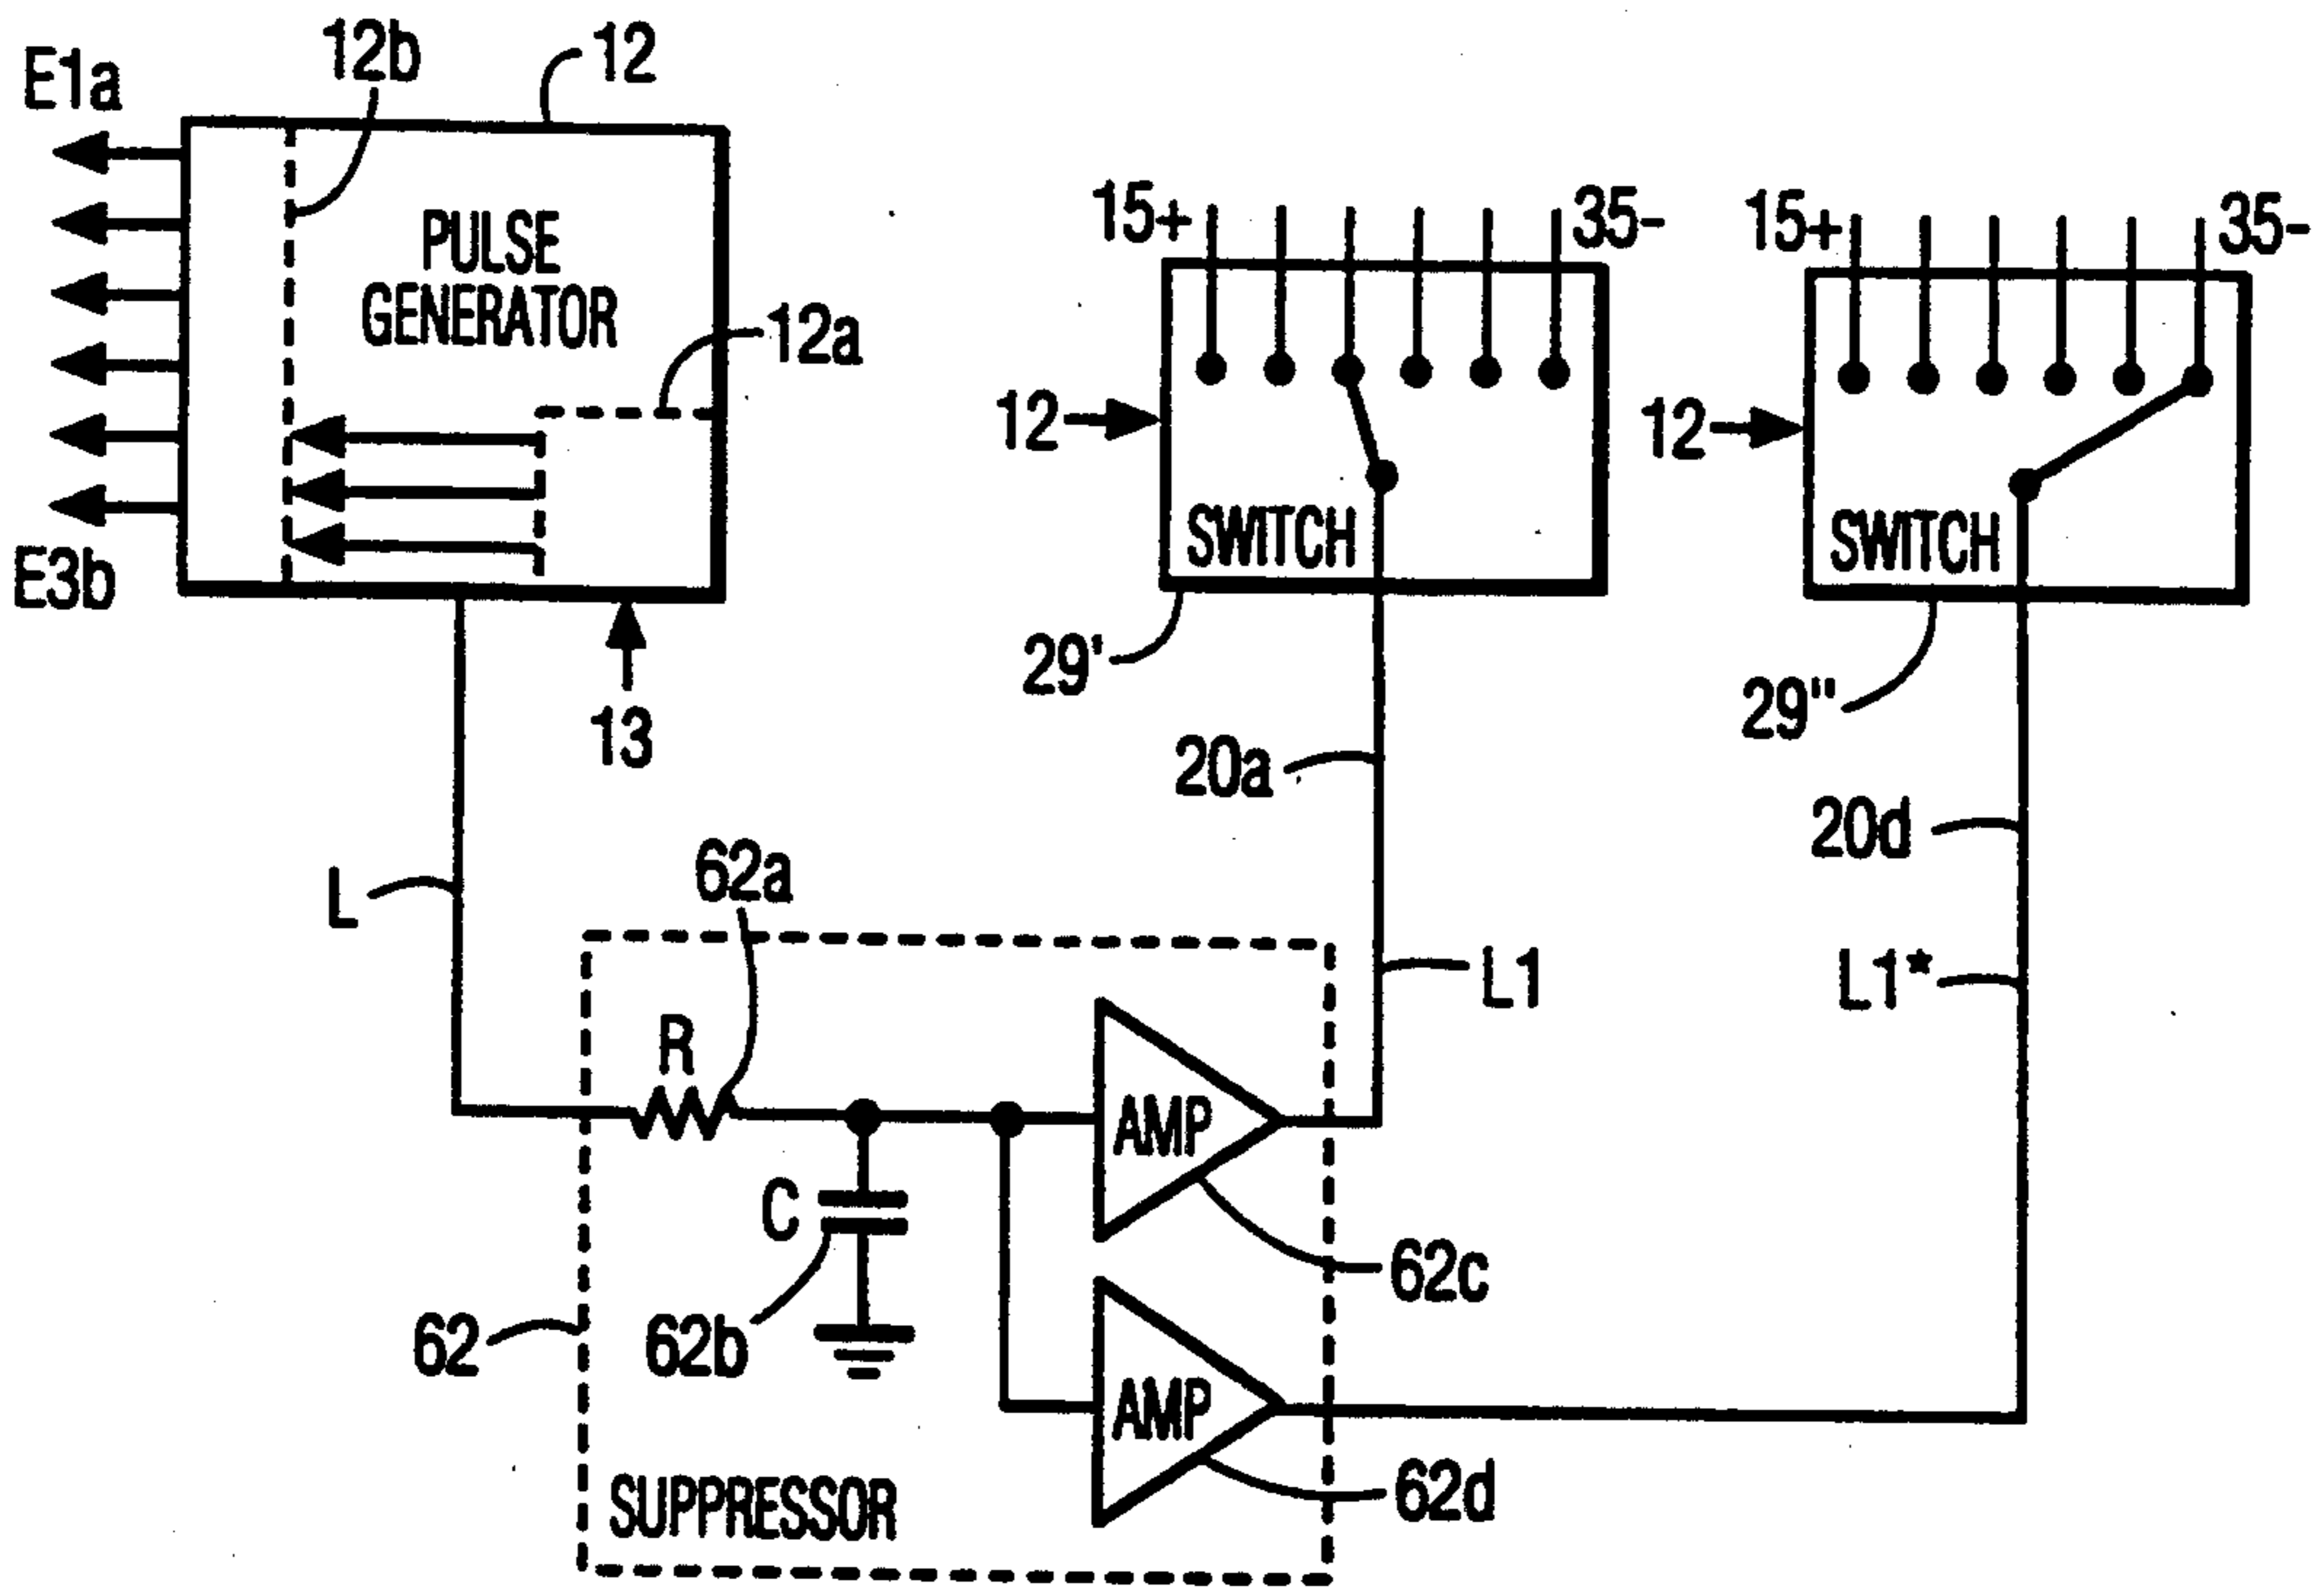 E1a
12b
12
PULSE
GENERATOR
12a
E3b
13
15+
35-
12
SWITCH
29'
15+
35-
12
SWITCH
29"
20a
20d
L
62a
L1
L1*
R
AMP
C
62b
62c
62
AMP
62d
SUPPRESSOR